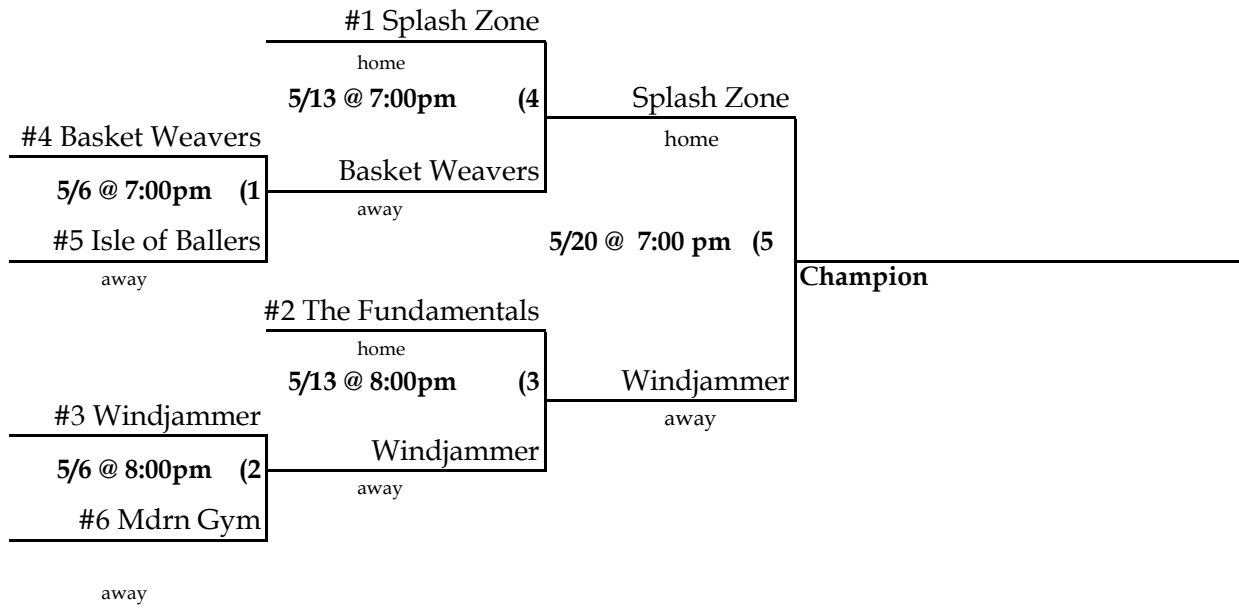 #1 Splash Zone
home
5/13 @ 7:00pm (4
Splash Zone
home
#4 Basket Weavers
Basket Weavers
5/6 @ 7:00pm (1
away
#5 Isle of Ballers
5/20 @ 7:00 pm (5
away
Champion
#2 The Fundamentals
home
5/13 @ 8:00pm (3
Windjammer
away
#3 Windjammer
Windjammer
5/6 @ 8:00pm (2
away
#6 Mdrn Gym
away